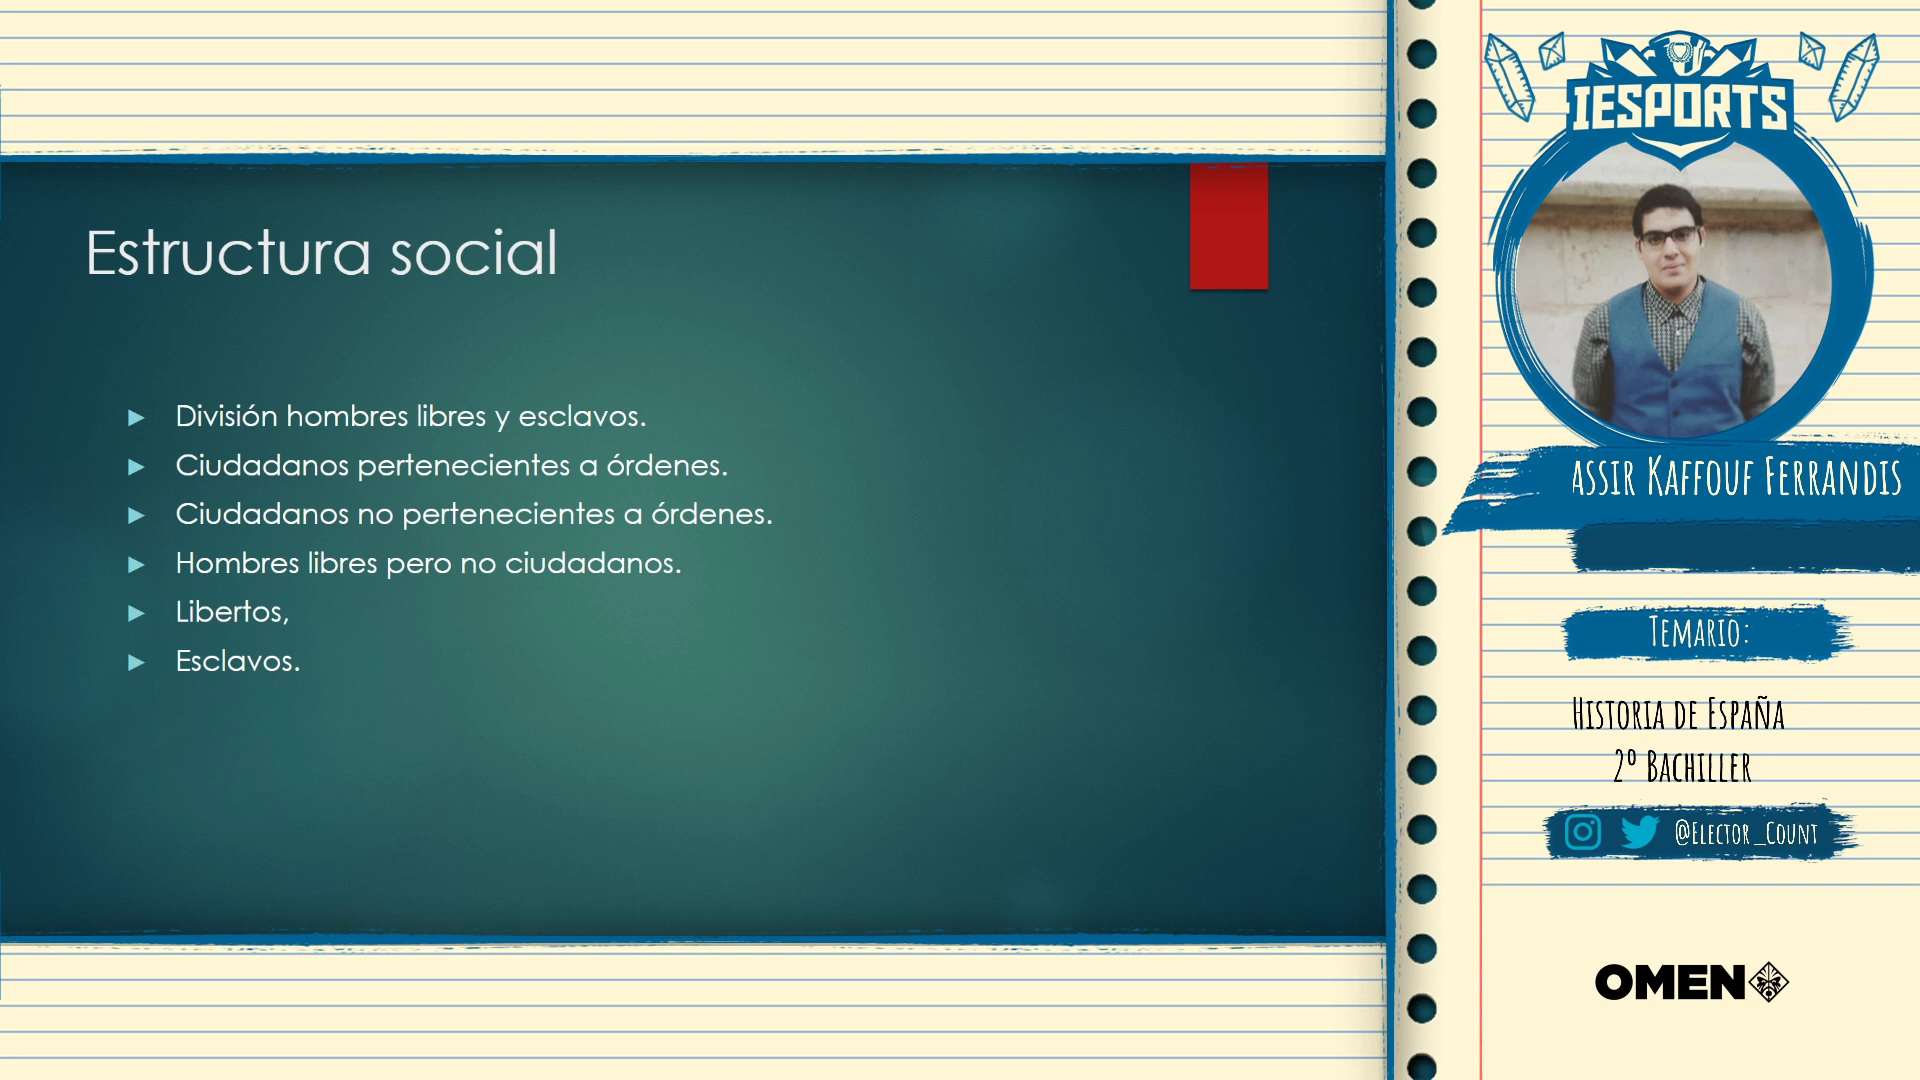 Estructura social
División hombres libres y esclavos.
Ciudadanos pertenecientes a órdenes.
Ciudadanos no pertenecientes a órdenes.
Hombres libres pero no ciudadanos.
Libertos,
Esclavos.
IESPORTS
ASSIR KAFFOUF FERRANDIS
TEMARIO:
HISTORIA DE ESPAÑA
2º BACHILLER
@ELECTOR_COUNT
OMEN